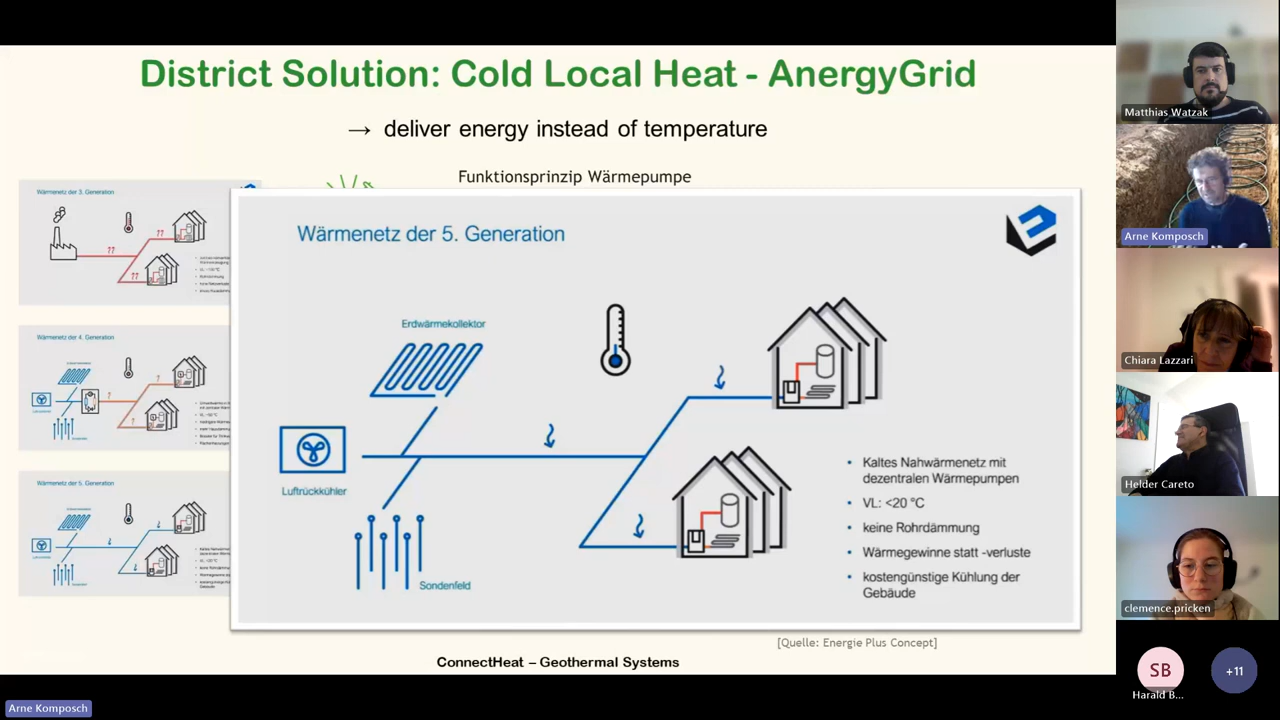 District Solution: Cold Local Heat - AnergyGrid
→ deliver energy instead of temperature
Funktionsprinzip Wärmepumpe
Wärmenetz der 3. Generation
Wärmenetz der 4. Generation
Wärmenetz der 5. Generation
Wärmenetz der 5. Generation
Erdwärmekollektor
Luftrückkühler
Sondenfeld
• Kaltes Nahwärmenetz mit
dezentralen Wärmepumpen
• VL: <20 °C
• keine Rohrdämmung
• Wärmegewinne statt -verluste
• kostengünstige Kühlung der
Gebäude
[Quelle: Energie Plus Concept]
ConnectHeat – Geothermal Systems
Arne Komposch
Matthias Watzak
Arne Komposch
Chiara Lazzari
Helder Careto
clemence.pricken
SB
Harald B...
+11